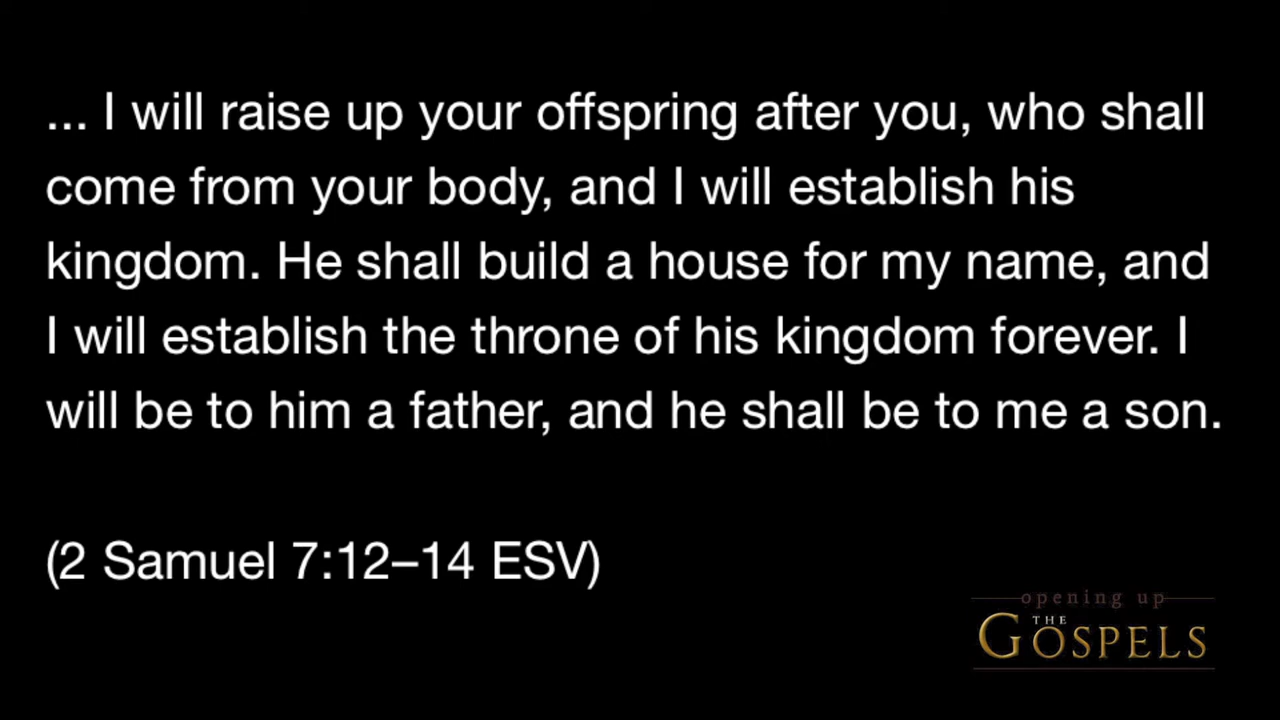 ... I will raise up your offspring after you, who shall
come from your body, and I will establish his
kingdom. He shall build a house for my name, and
I will establish the throne of his kingdom forever. I
will be to him a father, and he shall be to me a son.
(2 Samuel 7:12–14 ESV)
opening up
THE
GOSPELS